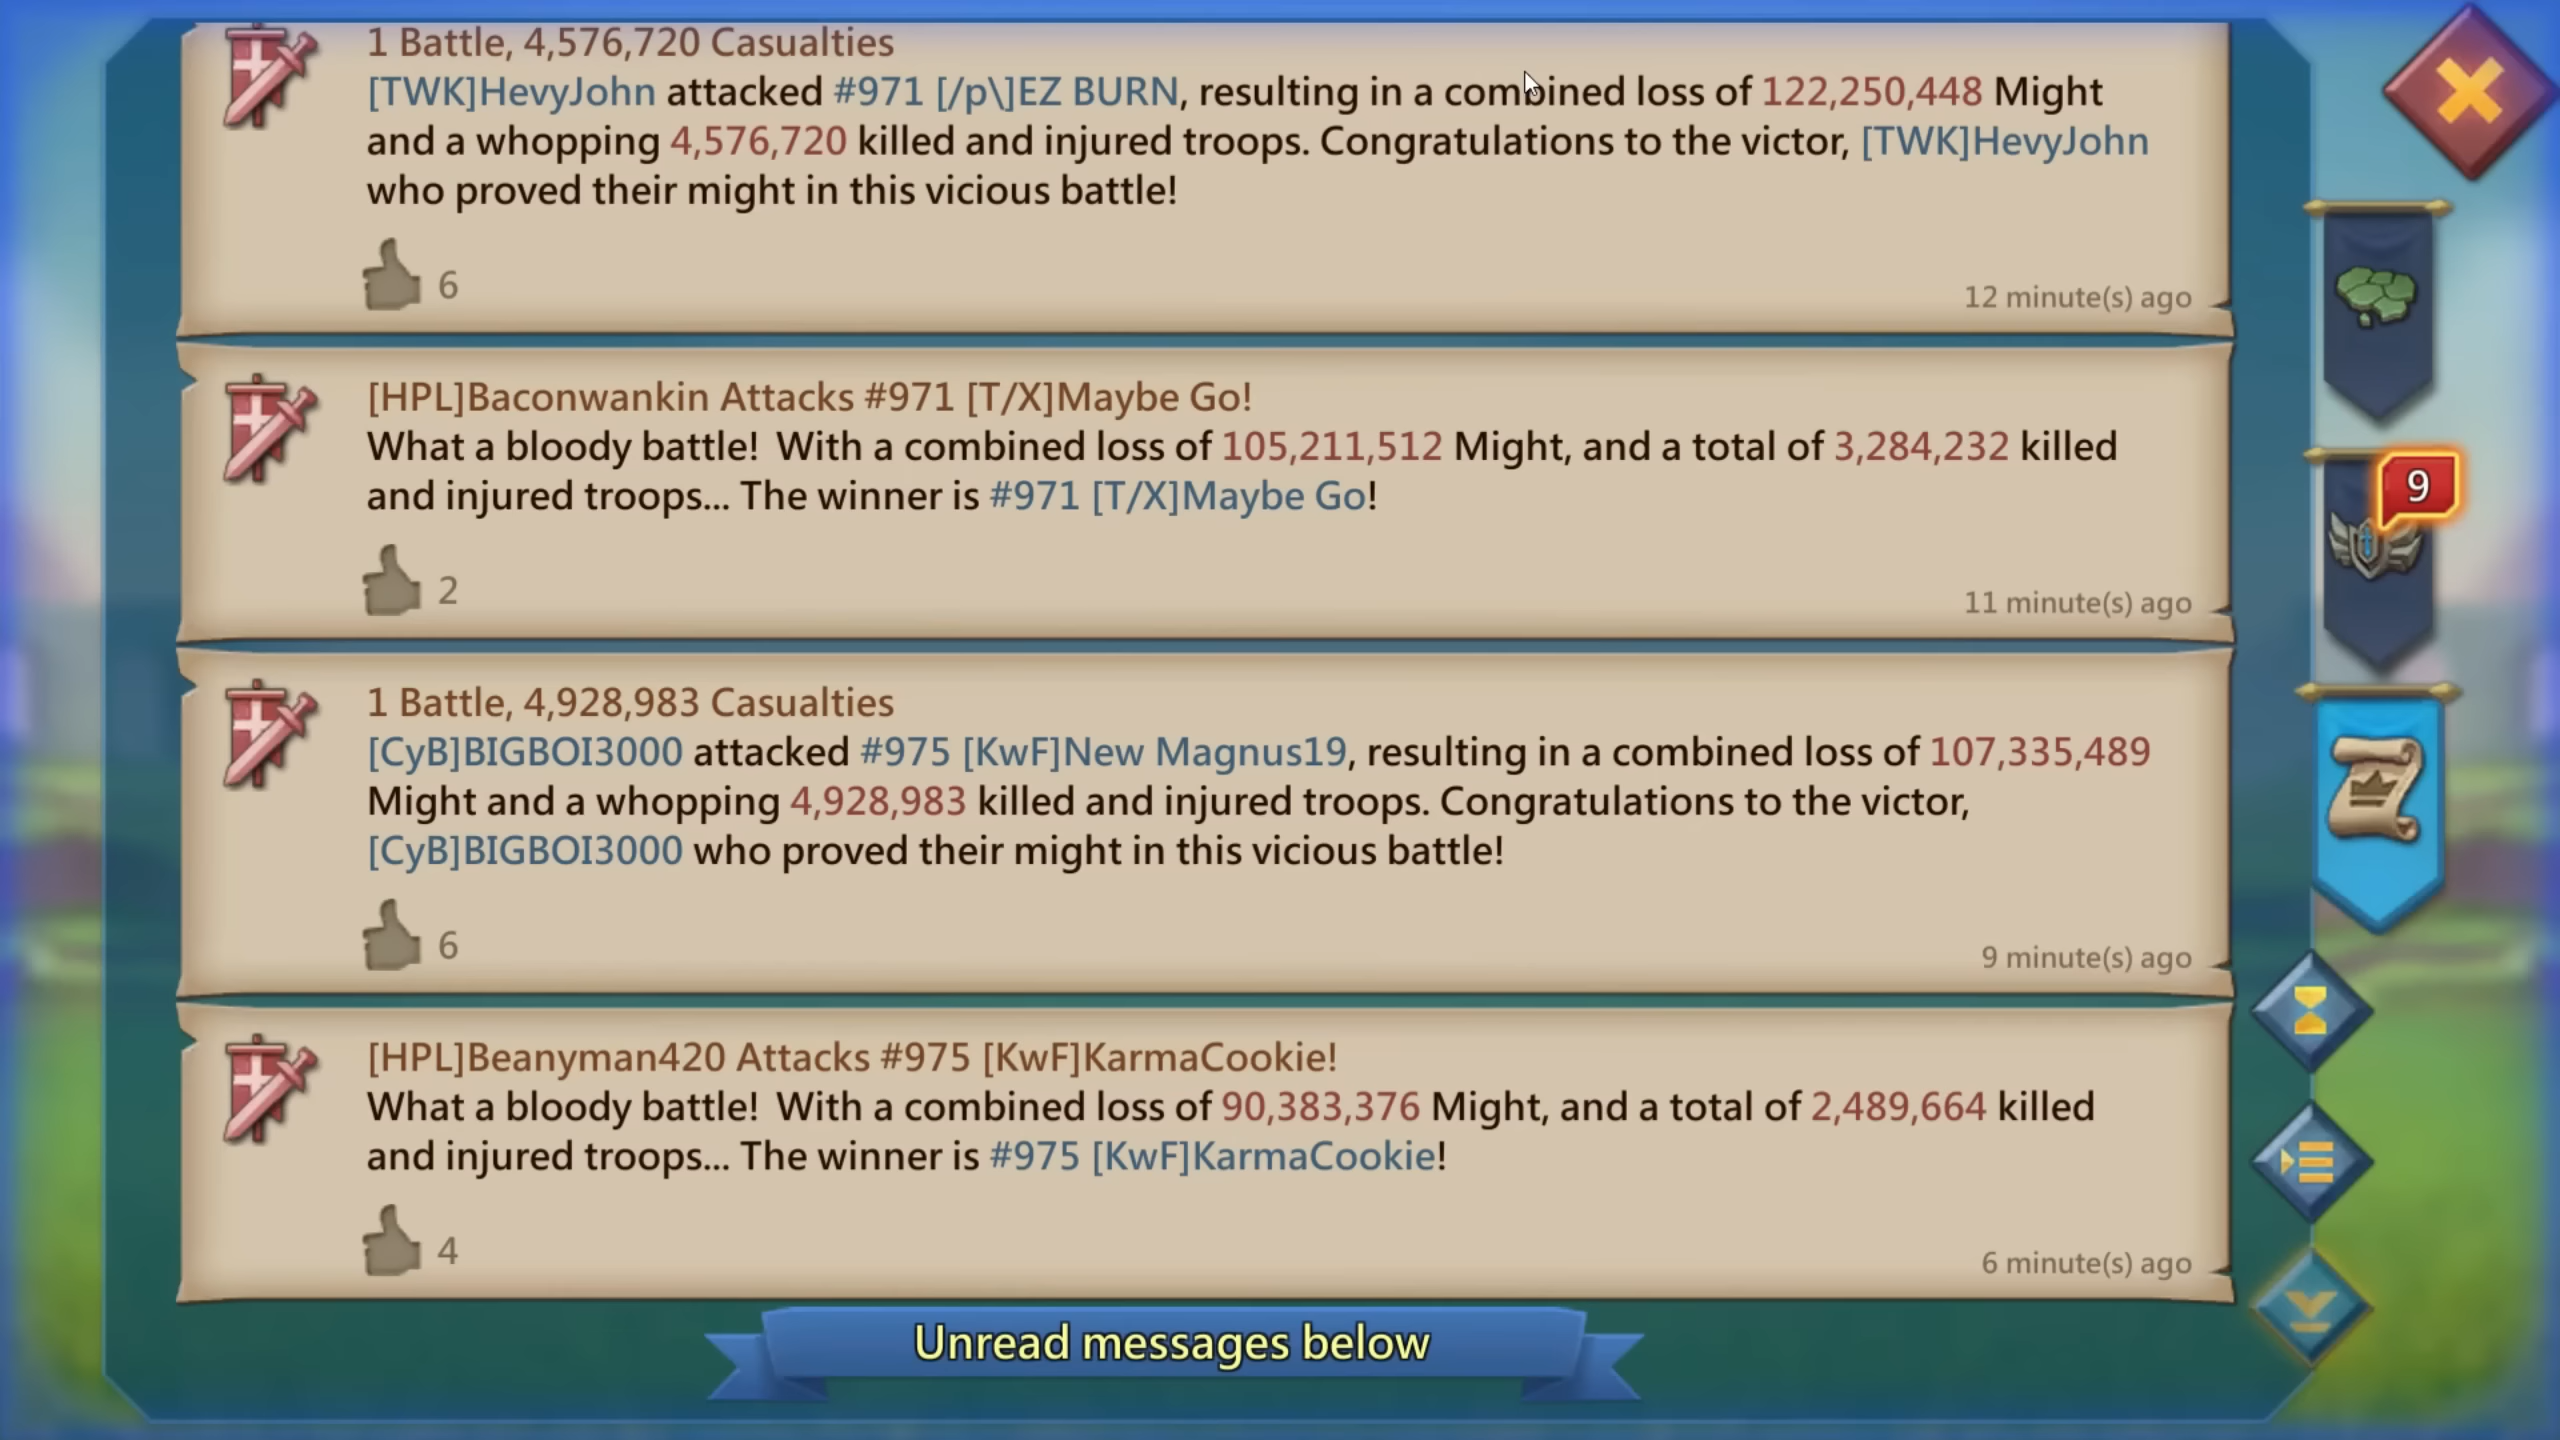 1 Battle, 4,576,720 Casualties
[TWK]HevyJohn attacked #971 [/p\]EZ BURN, resulting in a combined loss of 122,250,448 Might
and a whopping 4,576,720 killed and injured troops. Congratulations to the victor, [TWK]HevyJohn
who proved their might in this vicious battle!
6
12 minute(s) ago
[HPL]Baconwankin Attacks #971 [T/X]Maybe Go!
What a bloody battle! With a combined loss of 105,211,512 Might, and a total of 3,284,232 killed
and injured troops... The winner is #971 [T/X]Maybe Go!
2
11 minute(s) ago
9
1 Battle, 4,928,983 Casualties
[CyB]BIGBOI3000 attacked #975 [KwF]New Magnus19, resulting in a combined loss of 107,335,489
Might and a whopping 4,928,983 killed and injured troops. Congratulations to the victor,
[CyB]BIGBOI3000 who proved their might in this vicious battle!
6
9 minute(s) ago
[HPL]Beanyman420 Attacks #975 [KwF]KarmaCookie!
What a bloody battle! With a combined loss of 90,383,376 Might, and a total of 2,489,664 killed
and injured troops... The winner is #975 [KwF]KarmaCookie!
4
6 minute(s) ago
Unread messages below